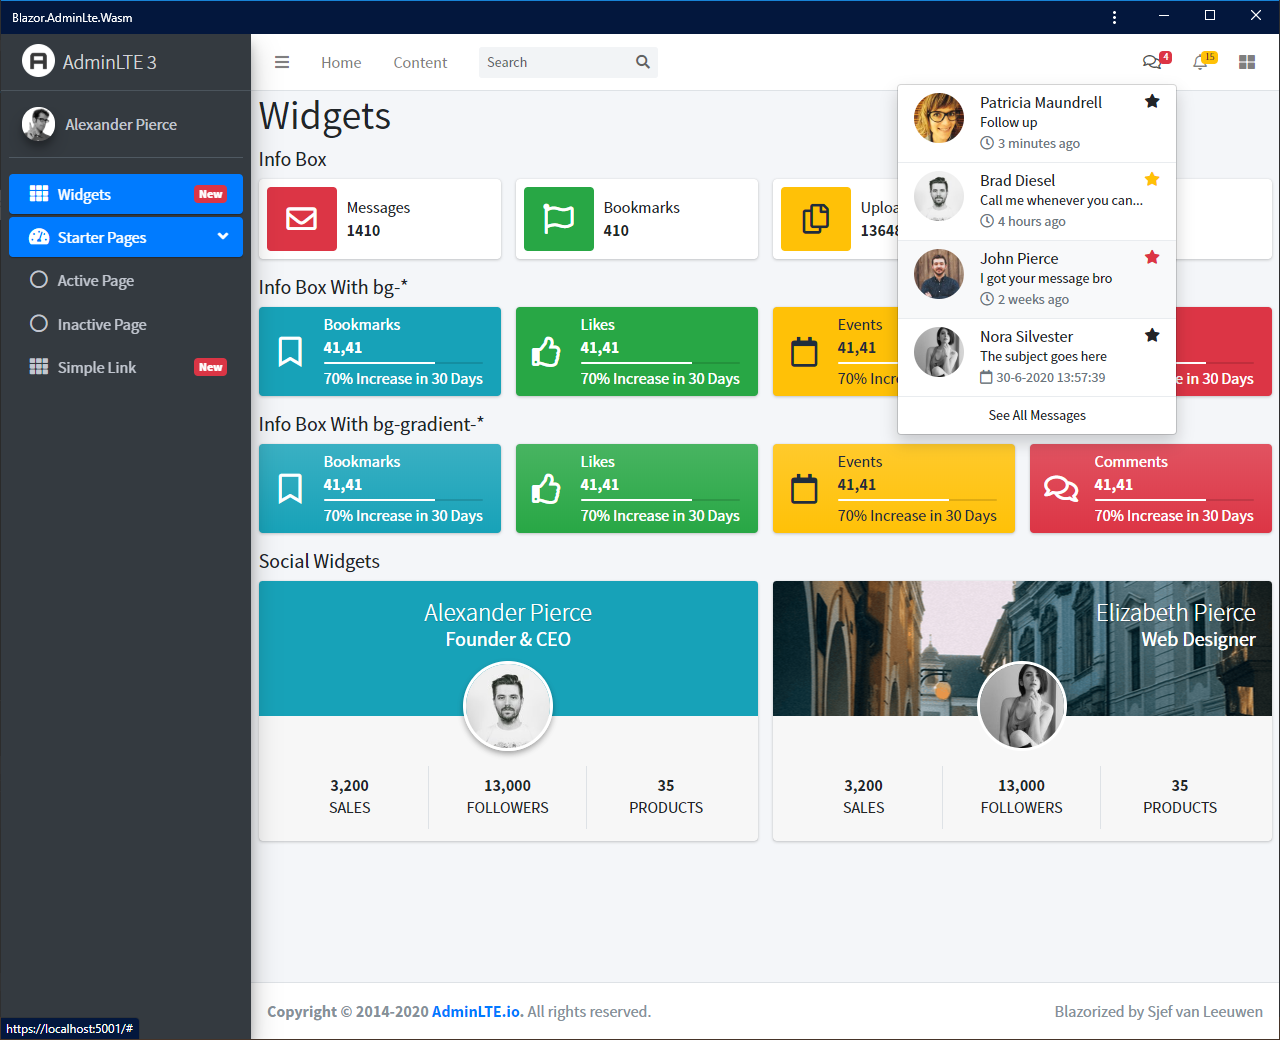 Blazor.AdminLte.Wasm
AdminLTE 3
Home
Content
Search
4
15
Alexander Pierce
Widgets
New
Starter Pages
Active Page
Inactive Page
Simple Link
New
Widgets
Info Box
Messages
1410
Bookmarks
410
Uploa
13648
Patricia Maundrell
Follow up
3 minutes ago
Brad Diesel
Call me whenever you can...
4 hours ago
John Pierce
I got your message bro
2 weeks ago
Nora Silvester
The subject goes here
30-6-2020 13:57:39
See All Messages
Info Box With bg-*
Bookmarks
41,41
70% Increase in 30 Days
Likes
41,41
70% Increase in 30 Days
Events
41,41
70% Incre
e in 30 Days
Info Box With bg-gradient-*
Bookmarks
41,41
70% Increase in 30 Days
Likes
41,41
70% Increase in 30 Days
Events
41,41
70% Increase in 30 Days
Comments
41,41
70% Increase in 30 Days
Social Widgets
Alexander Pierce
Founder & CEO
3,200
SALES
13,000
FOLLOWERS
35
PRODUCTS
Elizabeth Pierce
Web Designer
3,200
SALES
13,000
FOLLOWERS
35
PRODUCTS
Copyright © 2014-2020 AdminLTE.io. All rights reserved.
Blazorized by Sjef van Leeuwen
https://localhost:5001/#